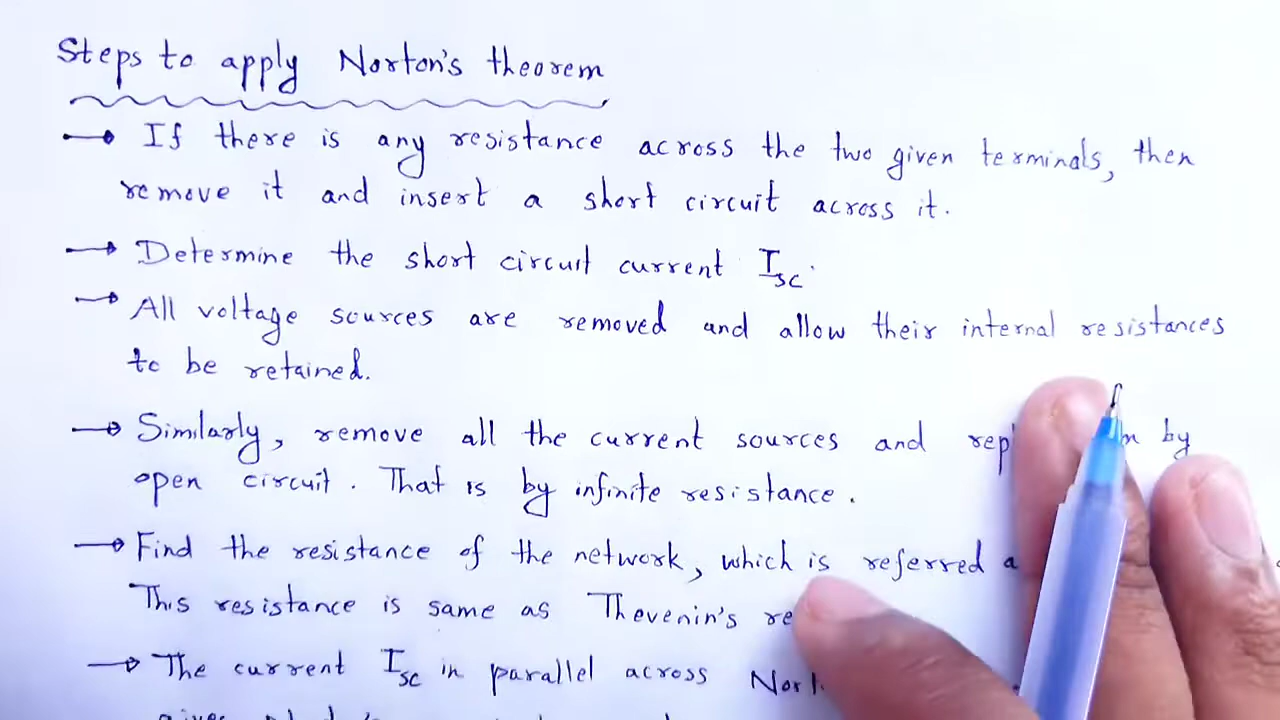 Steps to apply Norton's theorem
→ If there is any resistance across the two given terminals, then
remove it and insert a short circuit across it.
→ Determine the short circuit current Isc.
→ All voltage sources are removed and allow their internal resistances
to be retained.
→ Similarly, remove all the current sources and by
open circuit. That is by infinite resistance.
→ Find the resistance of the network, which is referred
This resistance is same as Thevenin's
→ The current Isc in parallel across